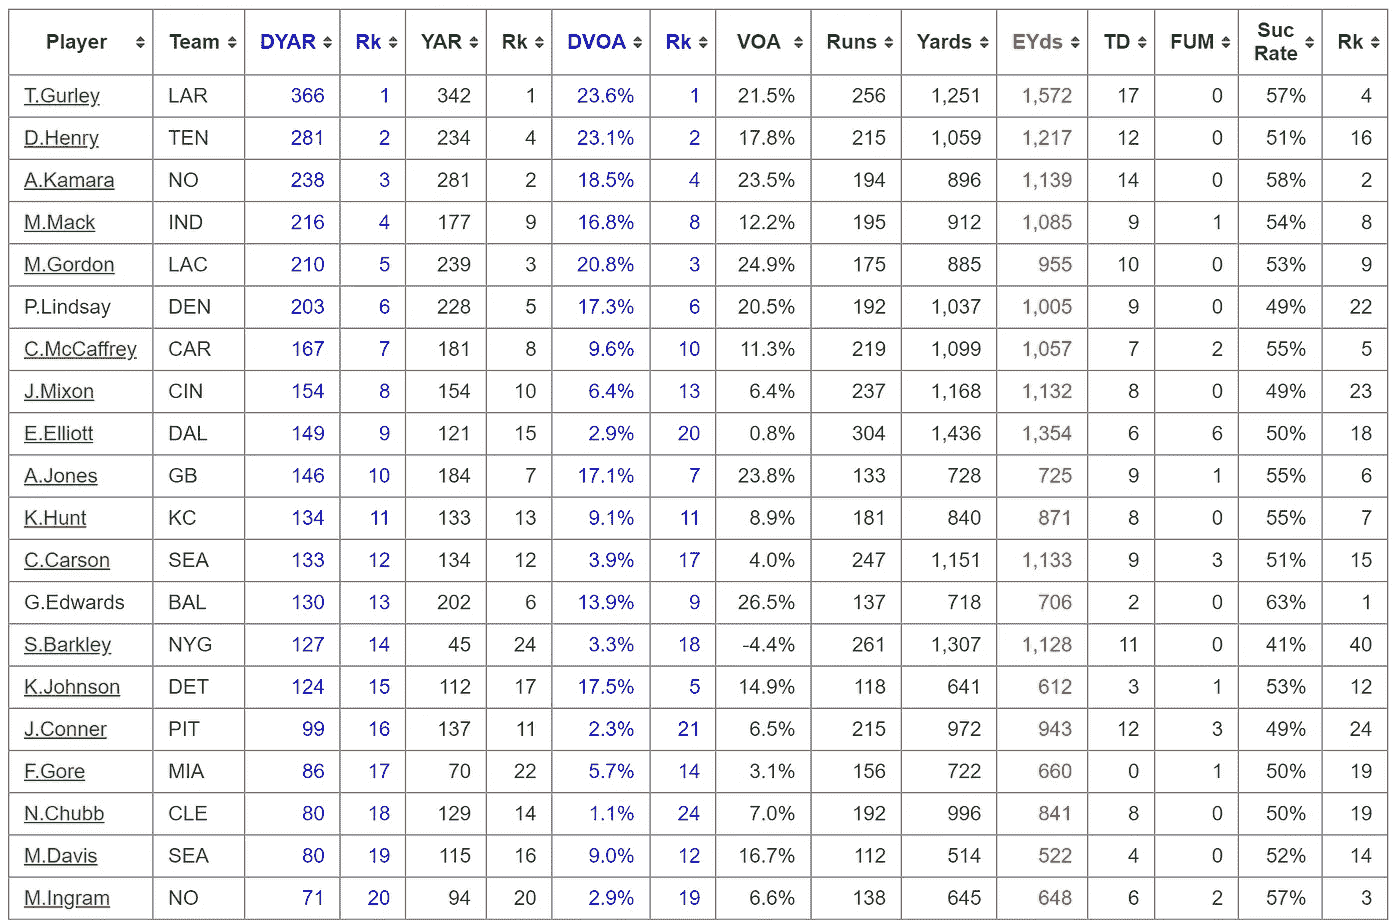 Player Team DYAR Rk YAR Rk DVOA Rk VOA Runs Yards EYds TD FUM Suc Rate Rk
T.Gurley LAR 366 1 342 1 23.6% 1 21.5% 256 1,251 1,572 17 0 57% 4
D.Henry TEN 281 2 234 4 23.1% 2 17.8% 215 1,059 1,217 12 0 51% 16
A.Kamara NO 238 3 281 2 18.5% 4 23.5% 194 896 1,139 14 0 58% 2
M.Mack IND 216 4 177 9 16.8% 8 12.2% 195 912 1,085 9 1 54% 8
M.Gordon LAC 210 5 239 3 20.8% 3 24.9% 175 885 955 10 0 53% 9
P.Lindsay DEN 203 6 228 5 17.3% 6 20.5% 192 1,037 1,005 9 0 49% 22
C.McCaffrey CAR 167 7 181 8 9.6% 10 11.3% 219 1,099 1,057 7 2 55% 5
J.Mixon CIN 154 8 154 10 6.4% 13 6.4% 237 1,168 1,132 8 0 49% 23
E.Elliott DAL 149 9 121 15 2.9% 20 0.8% 304 1,436 1,354 6 6 50% 18
A.Jones GB 146 10 184 7 17.1% 7 23.8% 133 728 725 9 1 55% 6
K.Hunt KC 134 11 133 13 9.1% 11 8.9% 181 840 871 8 0 55% 7
C.Carson SEA 133 12 134 12 3.9% 17 4.0% 247 1,151 1,133 9 3 51% 15
G.Edwards BAL 130 13 202 6 13.9% 9 26.5% 137 718 706 2 0 63% 1
S.Barkley NYG 127 14 45 24 3.3% 18 -4.4% 261 1,307 1,128 11 0 41% 40
K.Johnson DET 124 15 112 17 17.5% 5 14.9% 118 641 612 3 1 53% 12
J.Conner PIT 99 16 137 11 2.3% 21 6.5% 215 972 943 12 3 49% 24
F.Gore MIA 86 17 70 22 5.7% 14 3.1% 156 722 660 0 1 50% 19
N.Chubb CLE 80 18 129 14 1.1% 24 7.0% 192 996 841 8 0 50% 19
M.Davis SEA 80 19 115 16 9.0% 12 16.7% 112 514 522 4 0 52% 14
M.Ingram NO 71 20 94 20 2.9% 19 6.6% 138 645 648 6 2 57% 3